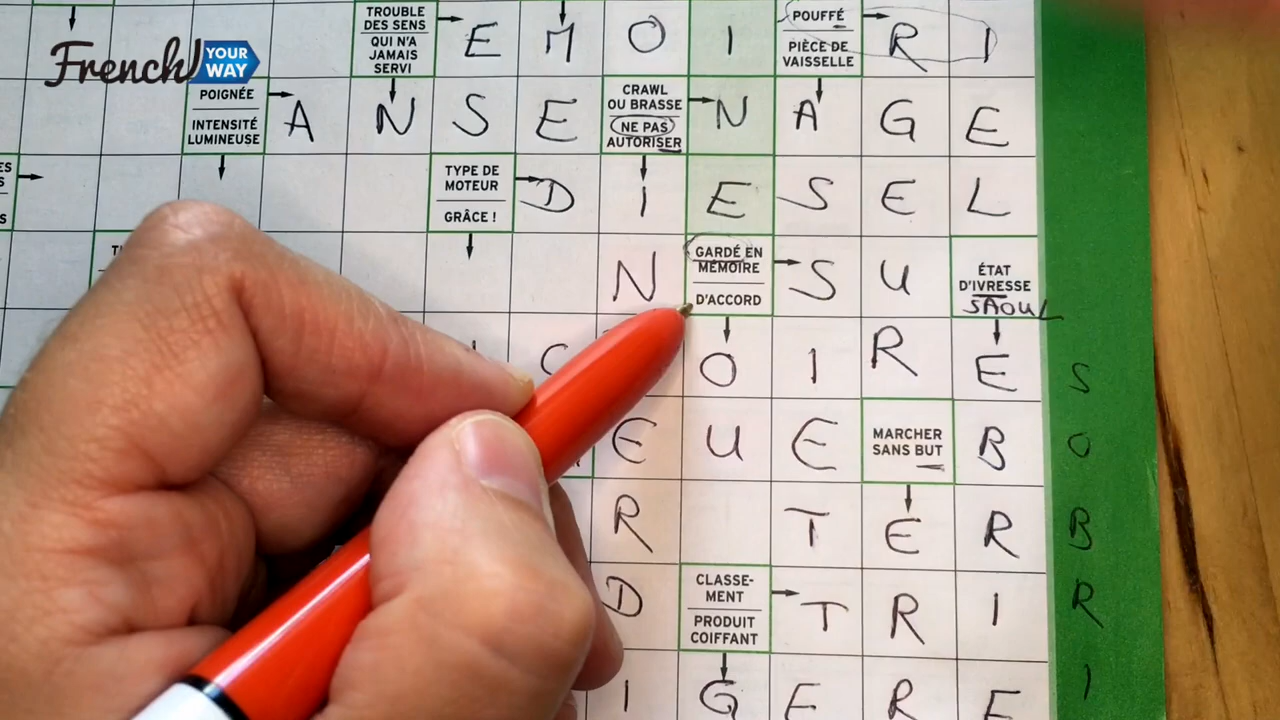 French YOUR WAY
TROUBLE DES SENS
QUI N'A JAMAIS SERVI
E M O I
POUFFÉ
PIÈCE DE VAISSELLE
R I
POIGNÉE
INTENSITÉ LUMINEUSE
A N S E
CRAWL OU BRASSE
NE PAS AUTORISER
N A G E
TYPE DE MOTEUR
GRÂCE !
D I E S E L
N
GARDÉ EN MÉMOIRE
D'ACCORD
S U
ÉTAT D'IVRESSE
SAOUL
O I R E
S
E U E
MARCHER SANS BUT
B
O
R
T E R
B
D
CLASSE-
MENT
PRODUIT COIFFANT
T R I
R
I G E R E
I